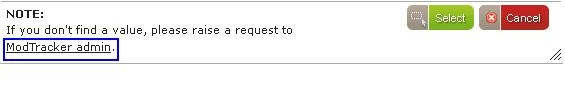 NOTE:
If you don't find a value, please raise a request to
ModTracker admin.
Select
Cancel